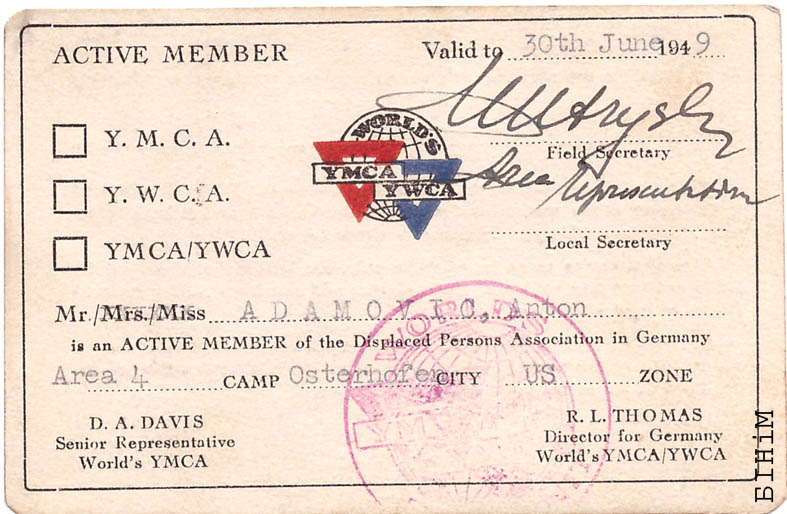 ACTIVE MEMBER
Valid to 30th June 1949
Y. M. C. A.
Y. W. C. A.
YMCA/YWCA
WORLD'S
YMCA
YWCA
Field Secretary
Area Representative
Local Secretary
Mr./Mrs./Miss ADAMOVIC, Anton
is an ACTIVE MEMBER of the Displaced Persons Association in Germany
Area 4 CAMP Osterhofen CITY US ZONE
D. A. DAVIS
Senior Representative
World's YMCA
R. L. THOMAS
Director for Germany
World's YMCA/YWCA
WORLD'S
БІНіМ